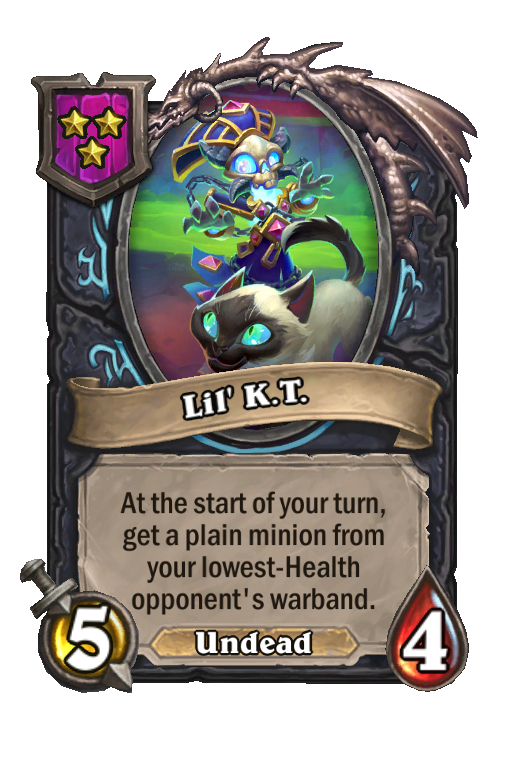 Lil' K.T.
At the start of your turn,
get a plain minion from
your lowest-Health
opponent's warband.
5
Undead
4